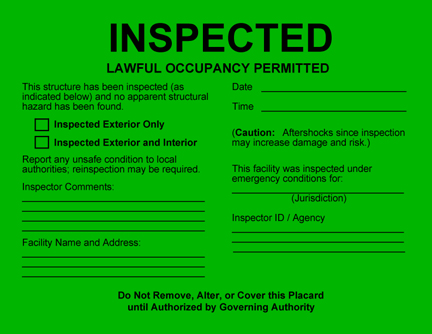 INSPECTED
LAWFUL OCCUPANCY PERMITTED
This structure has been inspected (as
indicated below) and no apparent structural
hazard has been found.
Inspected Exterior Only
Inspected Exterior and Interior
Report any unsafe condition to local
authorities; reinspection may be required.
Inspector Comments:
Facility Name and Address:
Date
Time
(Caution: Aftershocks since inspection
may increase damage and risk.)
This facility was inspected under
emergency conditions for:
(Jurisdiction)
Inspector ID / Agency
Do Not Remove, Alter, or Cover this Placard
until Authorized by Governing Authority